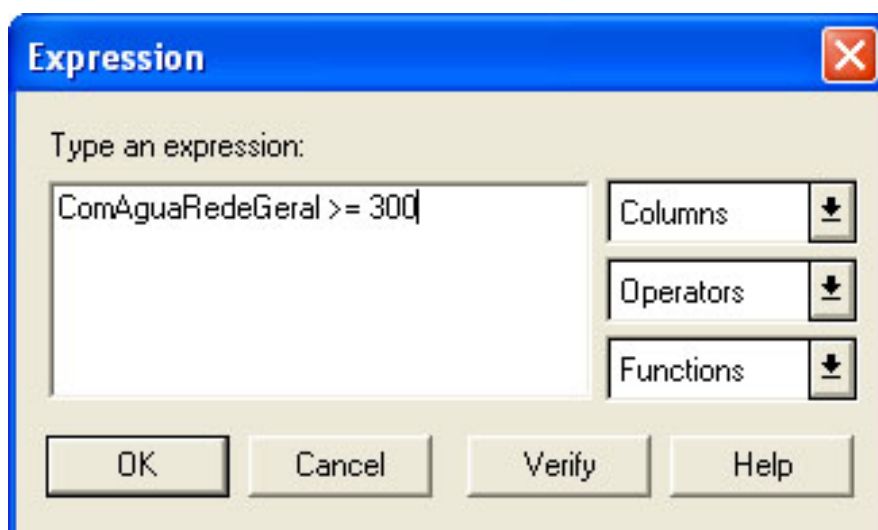 Expression
Type an expression:
ComAguaRedeGeral >= 300
Columns
Operators
Functions
OK
Cancel
Verify
Help